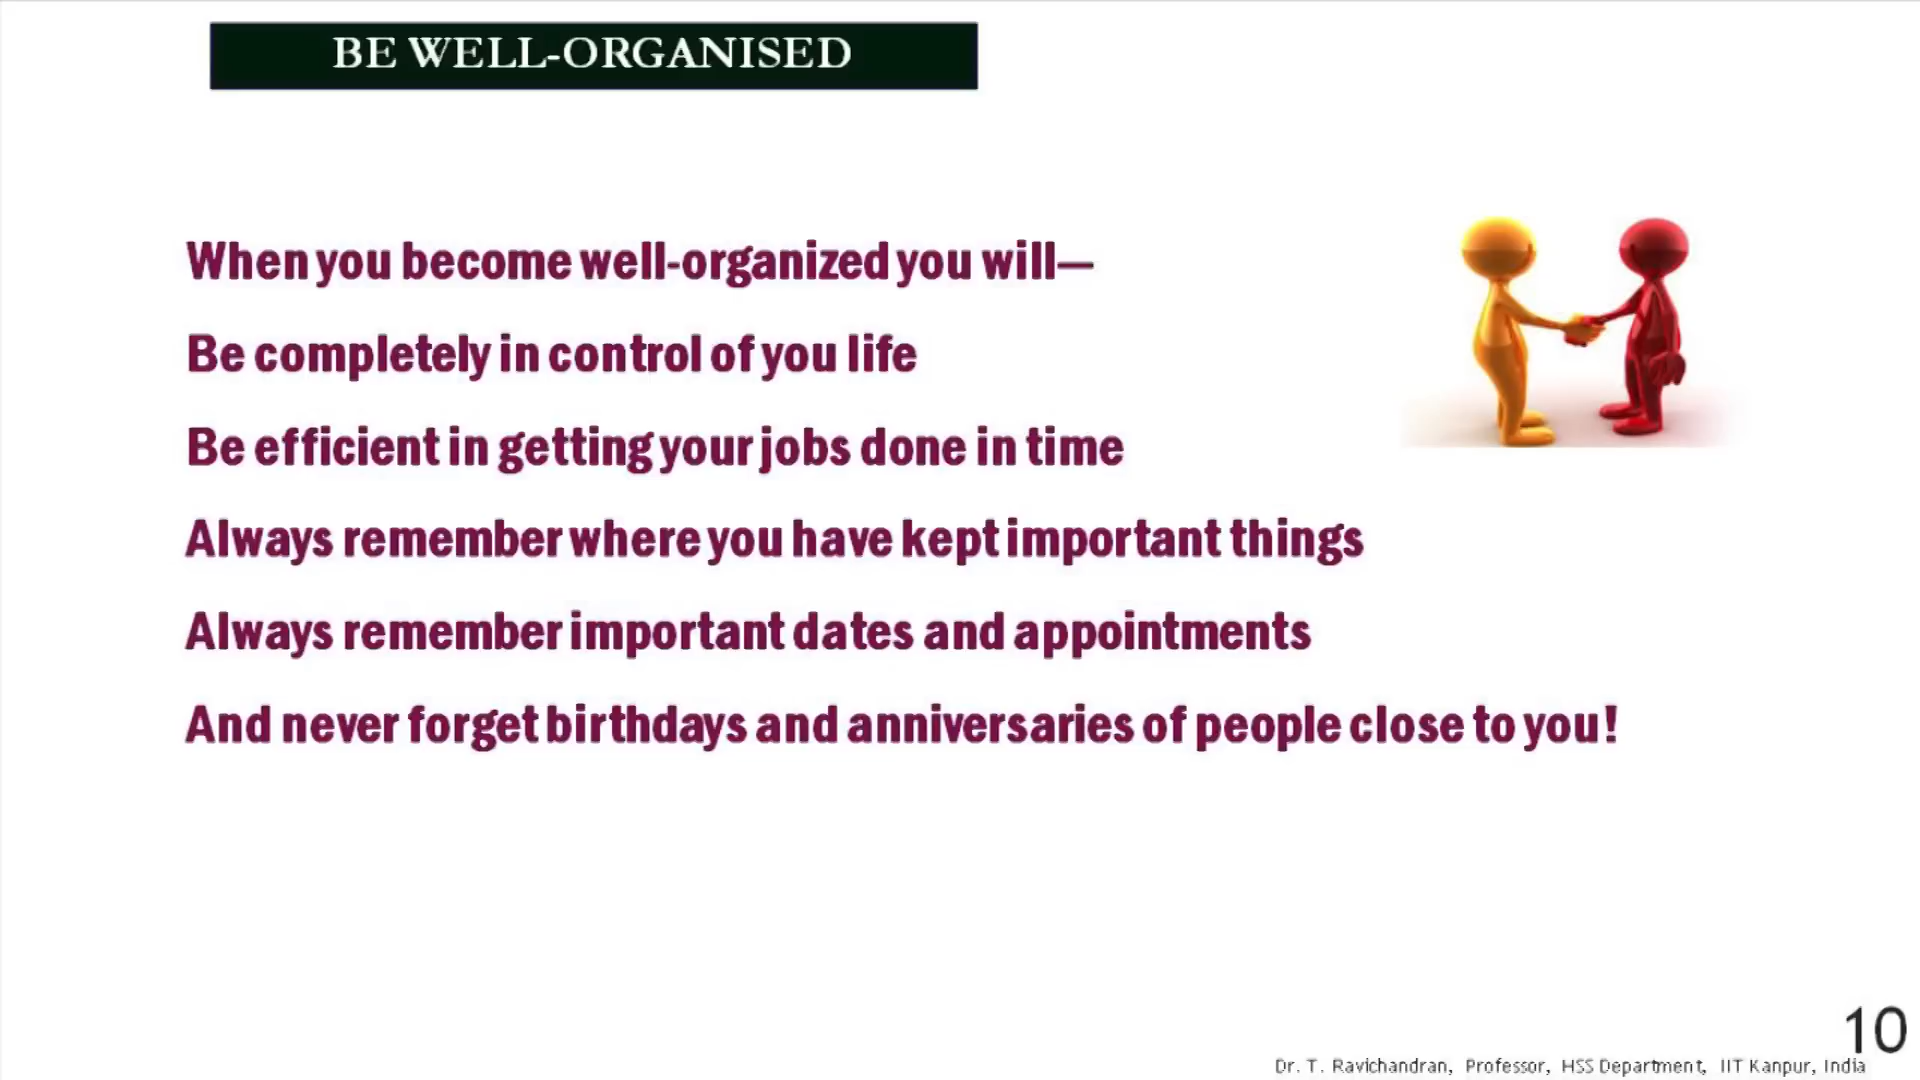 BE WELL-ORGANISED
When you become well-organized you will—
Be completely in control of you life
Be efficient in getting your jobs done in time
Always remember where you have kept important things
Always remember important dates and appointments
And never forget birthdays and anniversaries of people close to you!
10
Dr. T. Ravichandran, Professor, HSS Department, IIT Kanpur, India